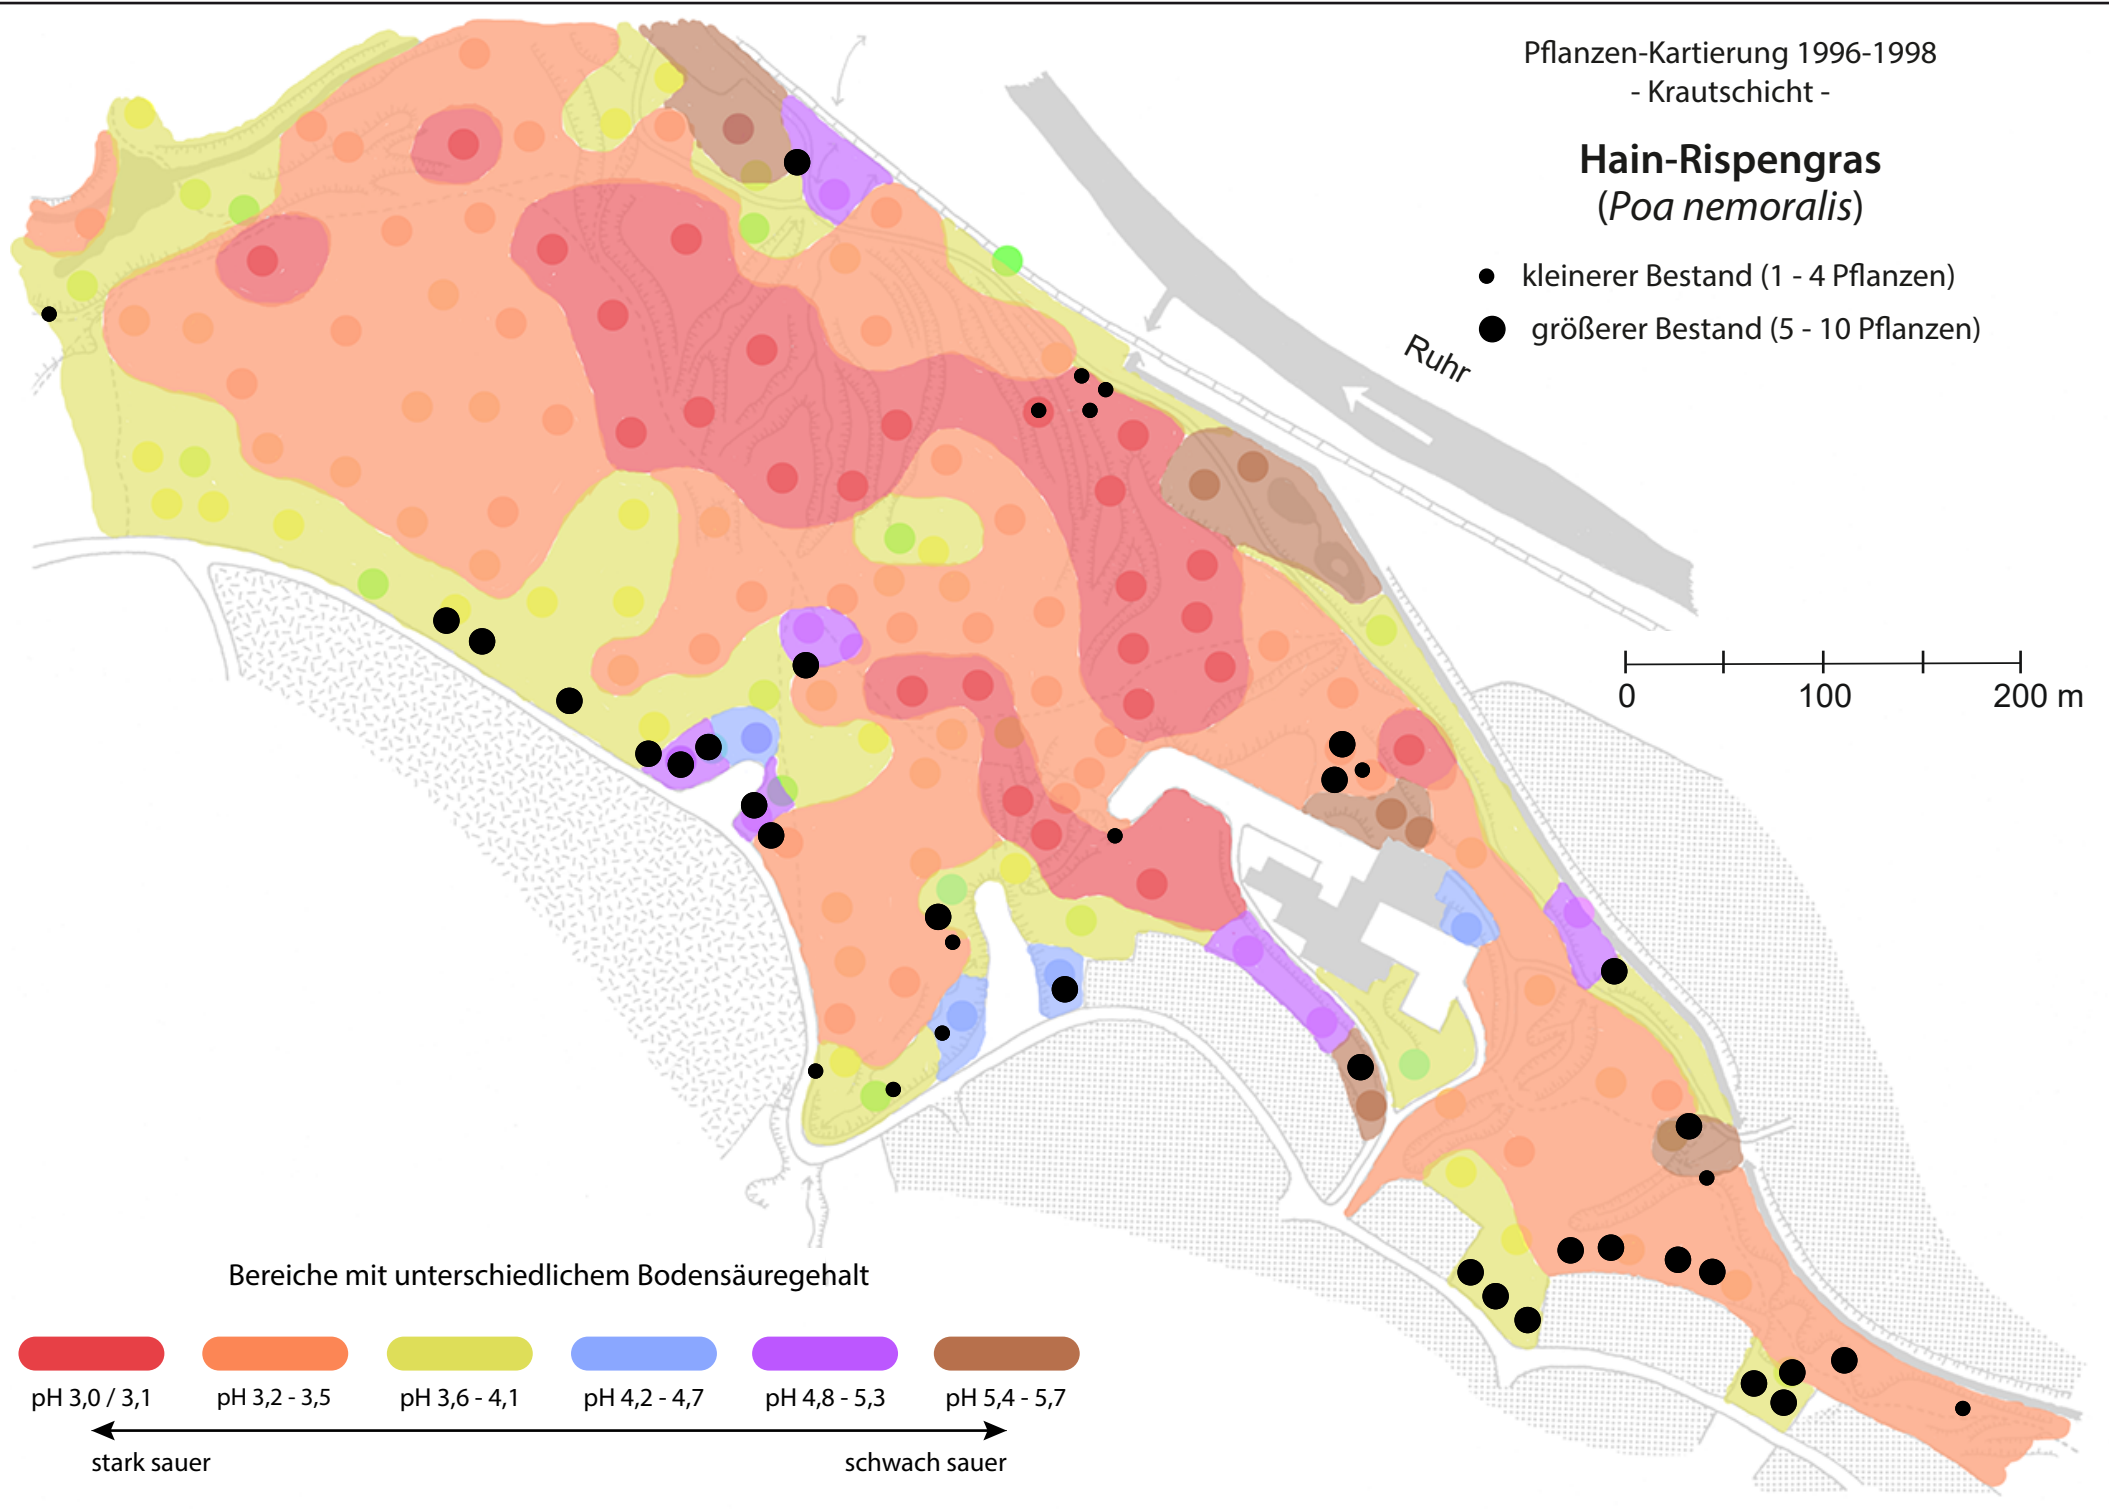 Pflanzen-Kartierung 1996-1998
- Krautschicht -
Hain-Rispengras
(Poa nemoralis)
kleinerer Bestand (1 - 4 Pflanzen)
größerer Bestand (5 - 10 Pflanzen)
Ruhr
0 100 200 m
Bereiche mit unterschiedlichem Bodensäuregehalt
pH 3,0 / 3,1 pH 3,2 - 3,5 pH 3,6 - 4,1 pH 4,2 - 4,7 pH 4,8 - 5,3 pH 5,4 - 5,7
stark sauer schwach sauer